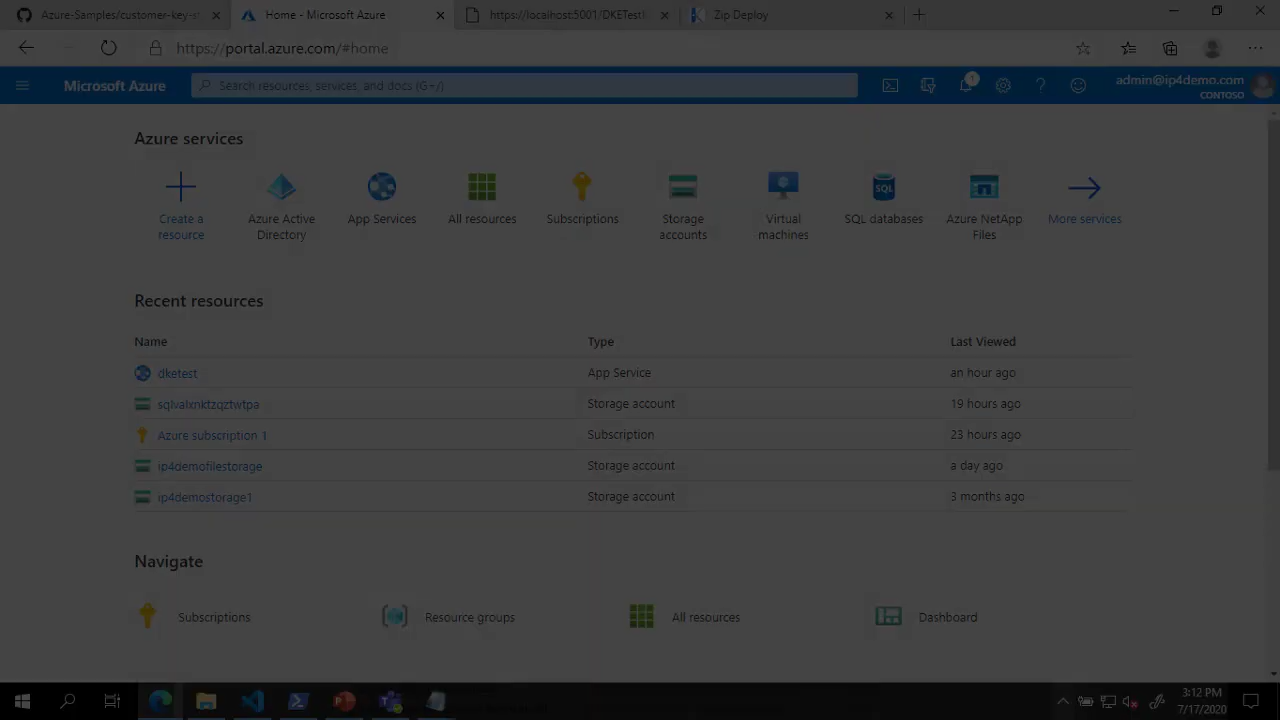 Azure-Samples/customer-key-st
Home - Microsoft Azure
https://localhost:5001/DKETest
Zip Deploy
https://portal.azure.com/#home
Microsoft Azure
Search resources, services, and docs (G+/)
1
admin@ip4demo.com
CONTOSO
Azure services
Create a resource
Azure Active Directory
App Services
All resources
Subscriptions
Storage accounts
Virtual machines
SQL
SQL databases
Azure NetApp Files
More services
Recent resources
Name Type Last Viewed
dketest App Service an hour ago
sqlvalxnktzqztwtpa Storage account 19 hours ago
Azure subscription 1 Subscription 23 hours ago
ip4demofilestorage Storage account a day ago
ip4demostorage1 Storage account 3 months ago
Navigate
Subscriptions
Resource groups
All resources
Dashboard
3:12 PM
7/17/2020